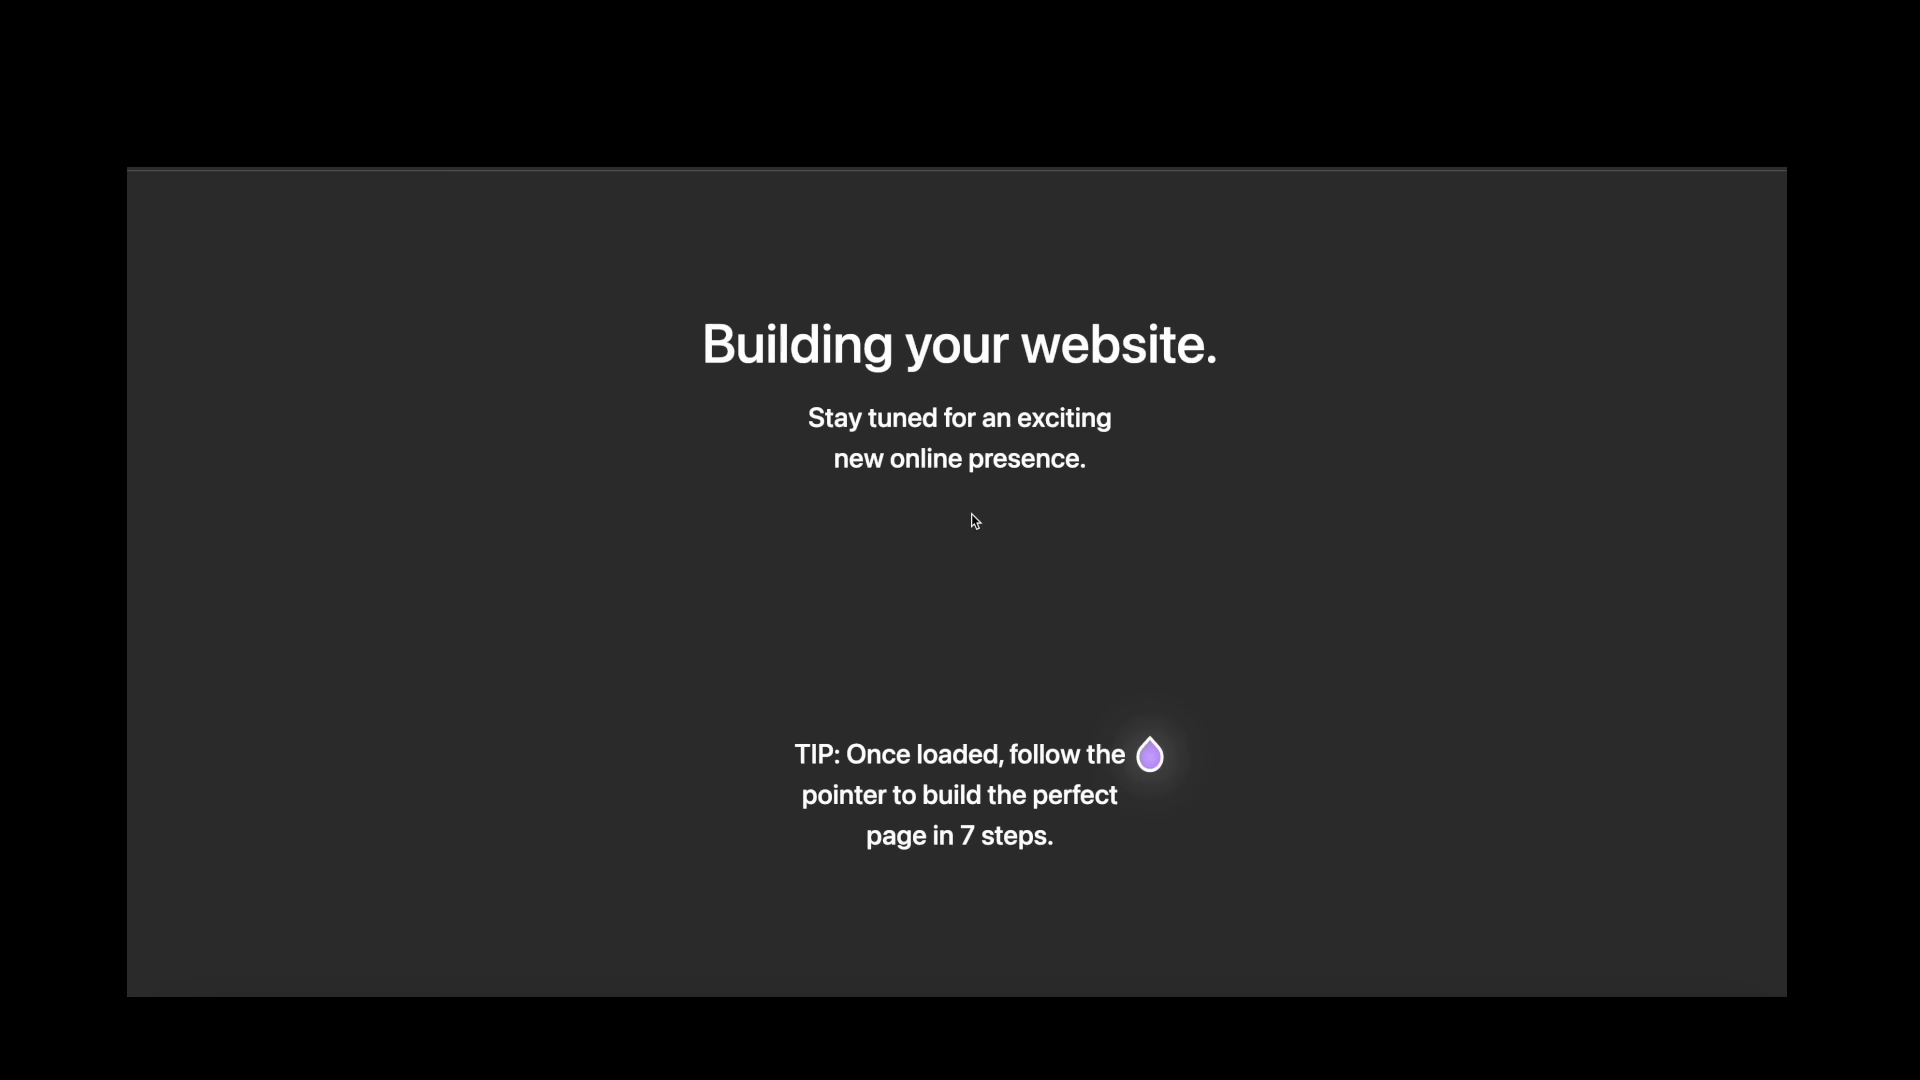 Building your website.
Stay tuned for an exciting
new online presence.
TIP: Once loaded, follow the
pointer to build the perfect
page in 7 steps.